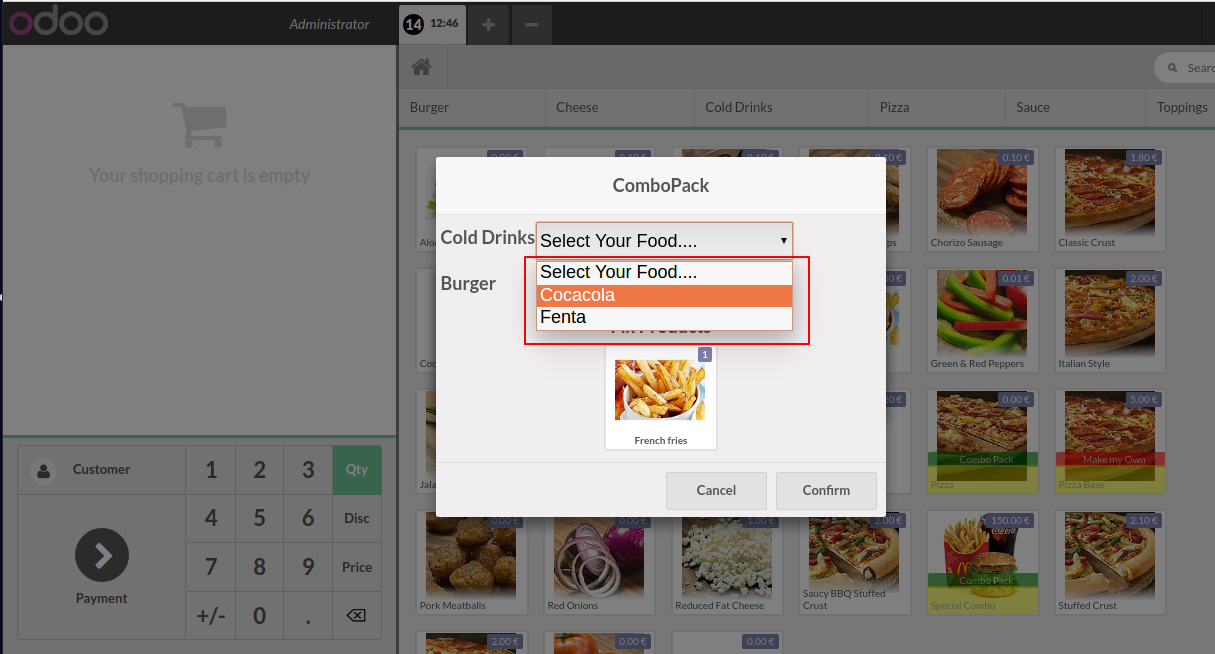 odoo
Administrator
14 12:46
+
−
Sear
Burger
Cheese
Cold Drinks
Pizza
Sauce
Toppings
Your shopping cart is empty
0.10 €
1.80 €
Chorizo Sausage
Classic Crust
ComboPack
Cold Drinks
Select Your Food....
Select Your Food....
Cocacola
Fenta
Burger
1
French fries
Cancel
Confirm
0.01 €
2.00 €
Green & Red Peppers
Italian Style
0.00 €
5.00 €
Combo Pack
Make my Own
Pizza
Pizza Base
0.00 €
0.00 €
1.00 €
2.00 €
150.00 €
2.10 €
Combo Pack
Pork Meatballs
Red Onions
Reduced Fat Cheese
Saucy BBQ Stuffed
Crust
Special Combo
Stuffed Crust
2.00 €
0.00 €
0.00 €
Customer
1
2
3
Qty
4
5
6
Disc
Payment
7
8
9
Price
+/-
0
.